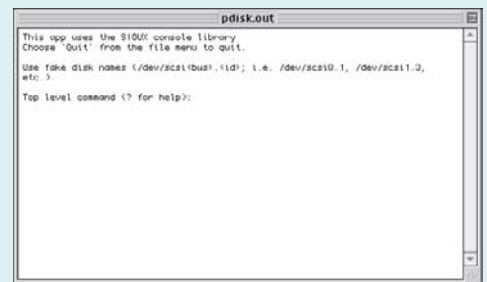 pdisk.out
This app uses the SIOUX console library
Choose 'Quit' from the file menu to quit.
Use fake disk names (/dev/scsi<bus>.<id>; i.e. /dev/scsi0.1, /dev/scsi1.3,
etc.).
Top level command (? for help):